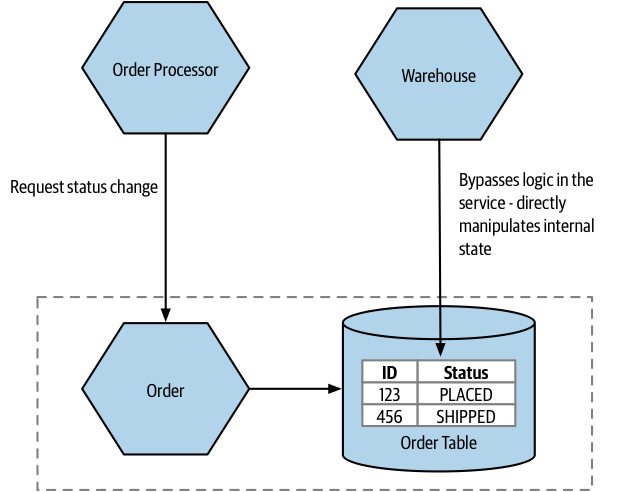 Order Processor
Warehouse
Request status change
Bypasses logic in the
service - directly
manipulates internal
state
Order
ID Status
123 PLACED
456 SHIPPED
Order Table